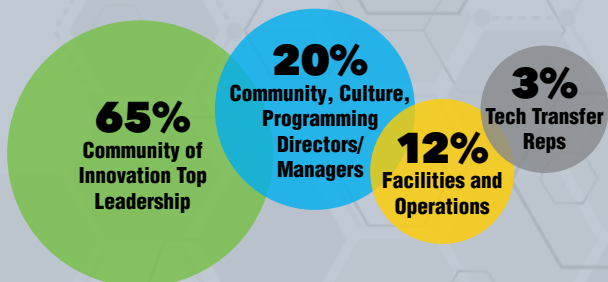 65%
Community of
Innovation Top
Leadership
20%
Community, Culture,
Programming
Directors/
Managers
12%
Facilities and
Operations
3%
Tech Transfer
Reps